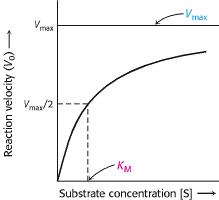 Vmax
Vmax
Reaction velocity (V0) →
Vmax/2
KM
Substrate concentration [S] →